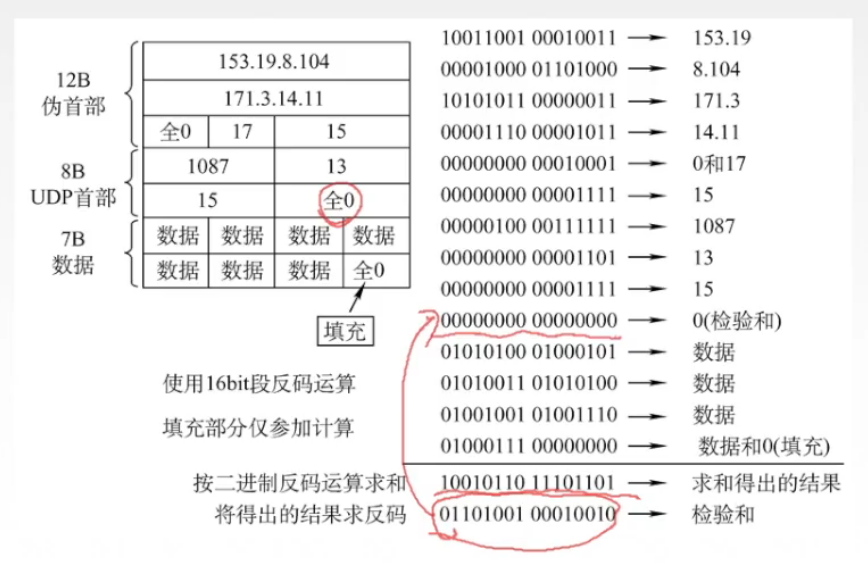 12B
伪首部
153.19.8.104
171.3.14.11
全0 17 15
8B
UDP首部
1087 13
15 全0
7B
数据
数据 数据 数据 数据
数据 数据 数据 全0
填充
使用16bit段反码运算
填充部分仅参加计算
10011001 00010011 → 153.19
00001000 01101000 → 8.104
10101011 00000011 → 171.3
00001110 00001011 → 14.11
00000000 00010001 → 0和17
00000000 00001111 → 15
00000100 00111111 → 1087
00000000 00001101 → 13
00000000 00001111 → 15
00000000 00000000 → 0(检验和)
01010100 01000101 → 数据
01010011 01010100 → 数据
01001001 01001110 → 数据
01000111 00000000 → 数据和0(填充)
按二进制反码运算求和 10010110 11101101 → 求和得出的结果
将得出的结果求反码 01101001 00010010 → 检验和